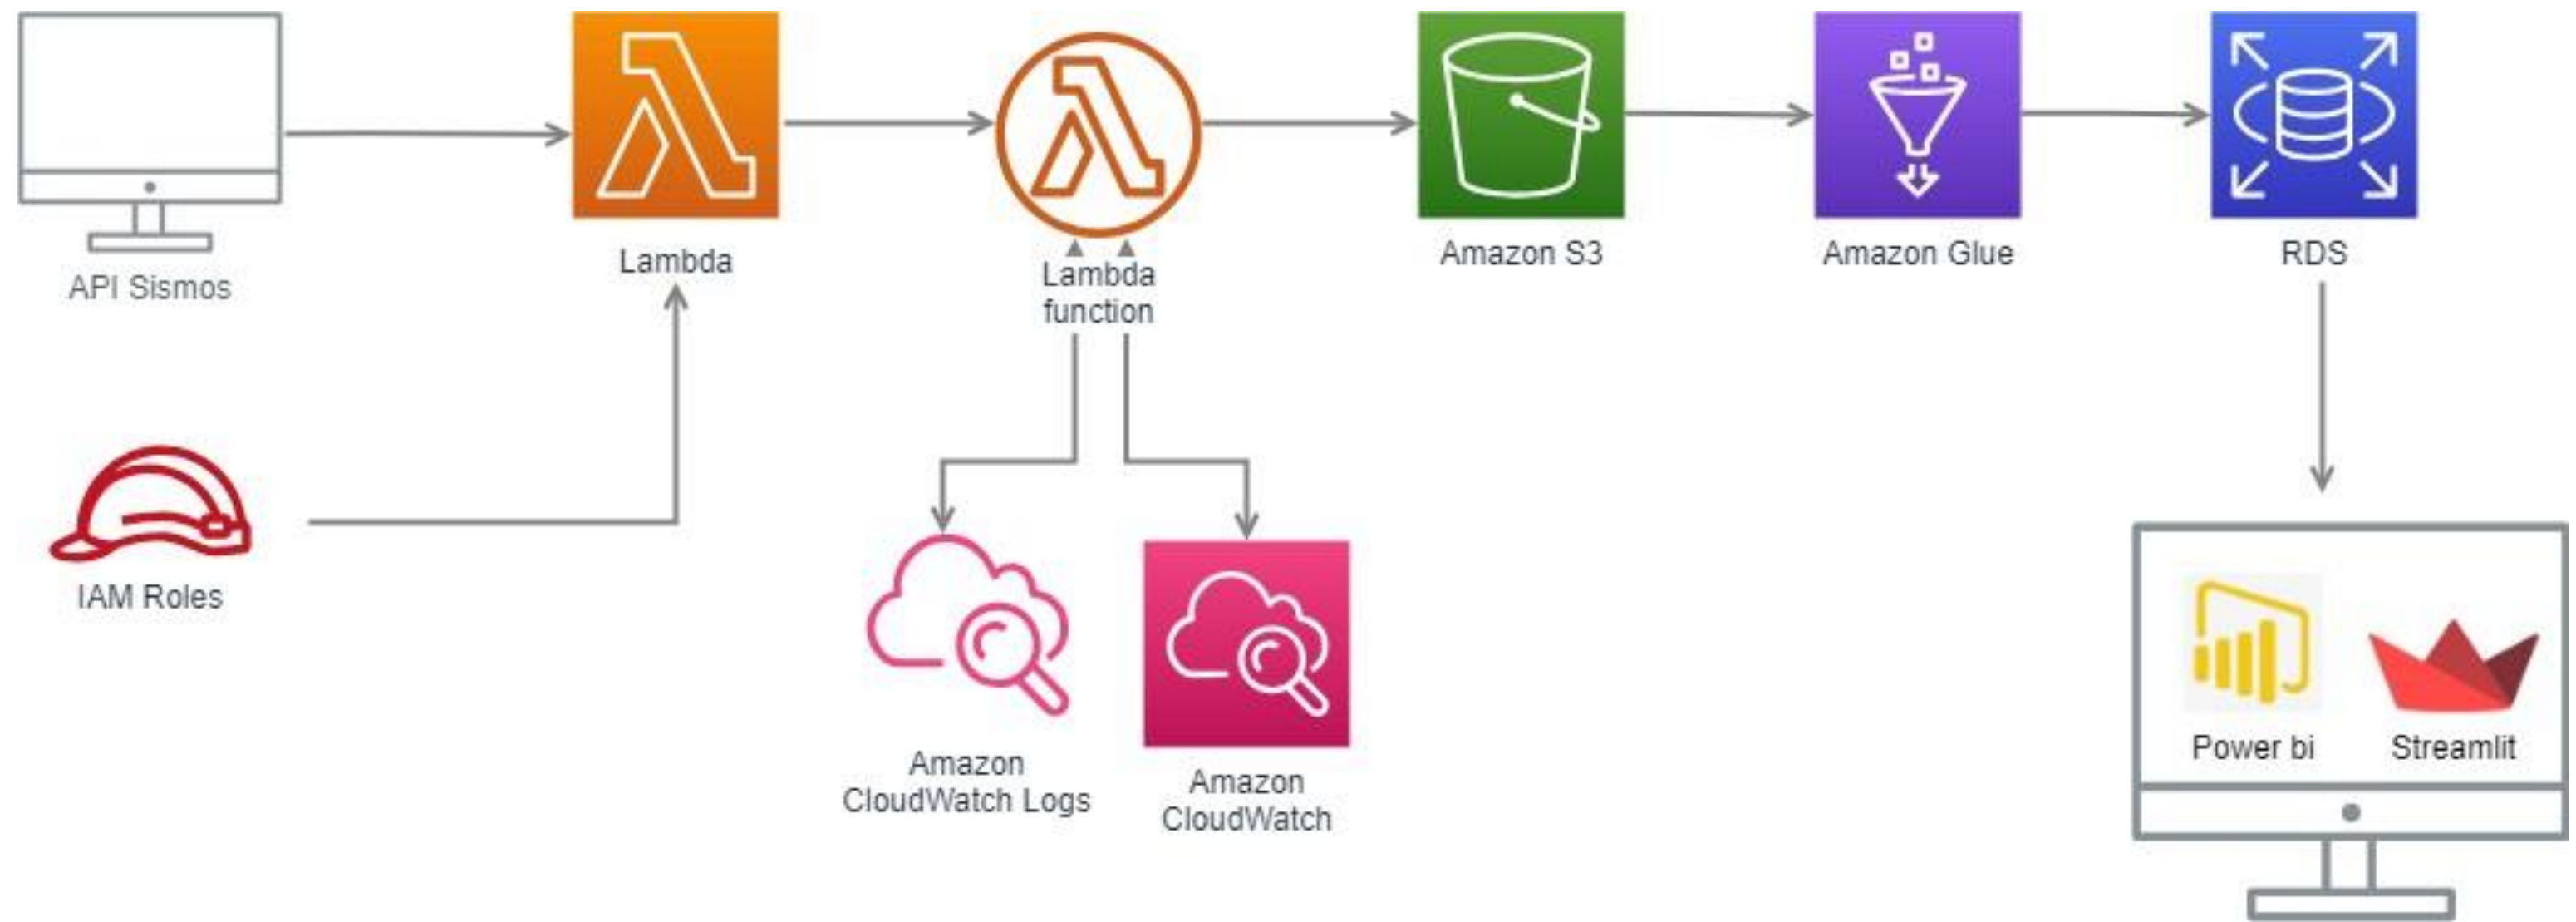 API Sismos
Lambda
Lambda
function
Amazon S3
Amazon Glue
RDS
IAM Roles
Amazon
CloudWatch Logs
Amazon
CloudWatch
Power bi
Streamlit